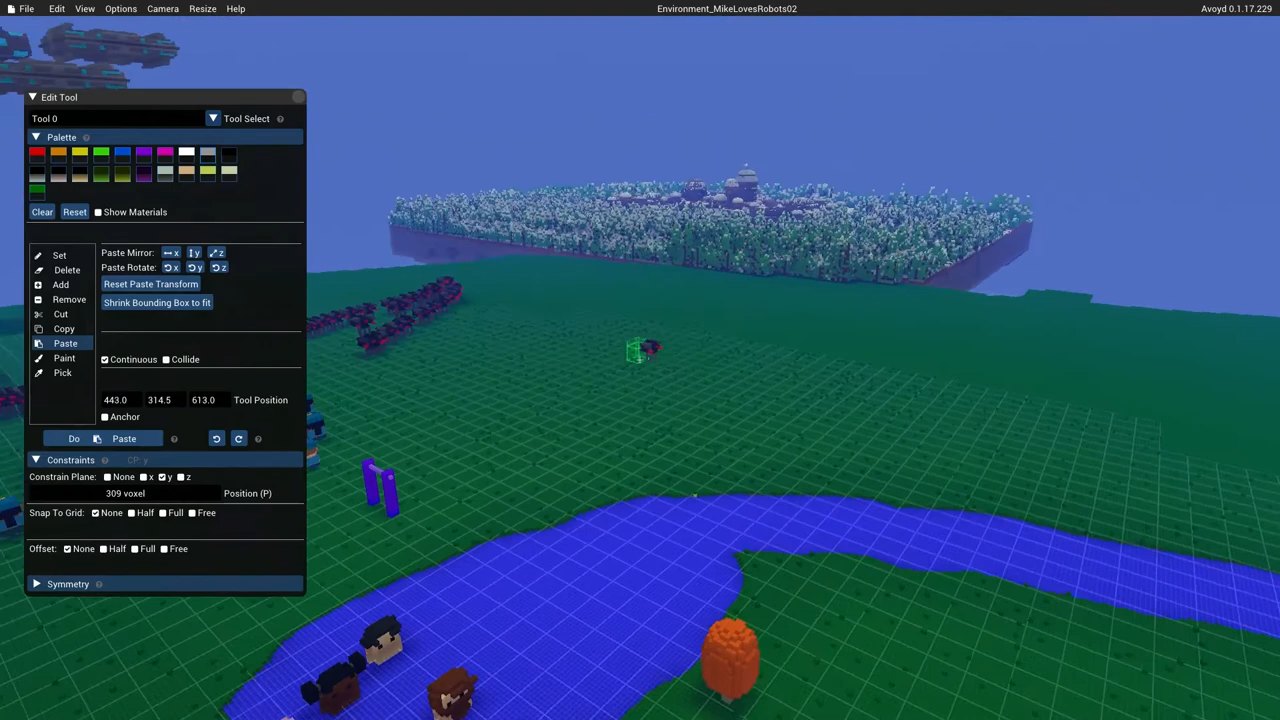 File Edit View Options Camera Resize Help Environment_MikeLovesRobots02 Avoyd 0.1.17.229
Edit Tool
Tool 0 Tool Select ?
Palette ?
Clear Reset Show Materials
Set
Delete
Add
Remove
Cut
Copy
Paste
Paint
Pick
Paste Mirror: x y z
Paste Rotate: x y z
Reset Paste Transform
Shrink Bounding Box to fit
Continuous Collide
443.0 314.5 613.0 Tool Position
Anchor
Do Paste ? ?
Constraints ? CP: y
Constrain Plane: None x y z
309 voxel Position (P)
Snap To Grid: None Half Full Free
Offset: None Half Full Free
Symmetry ?